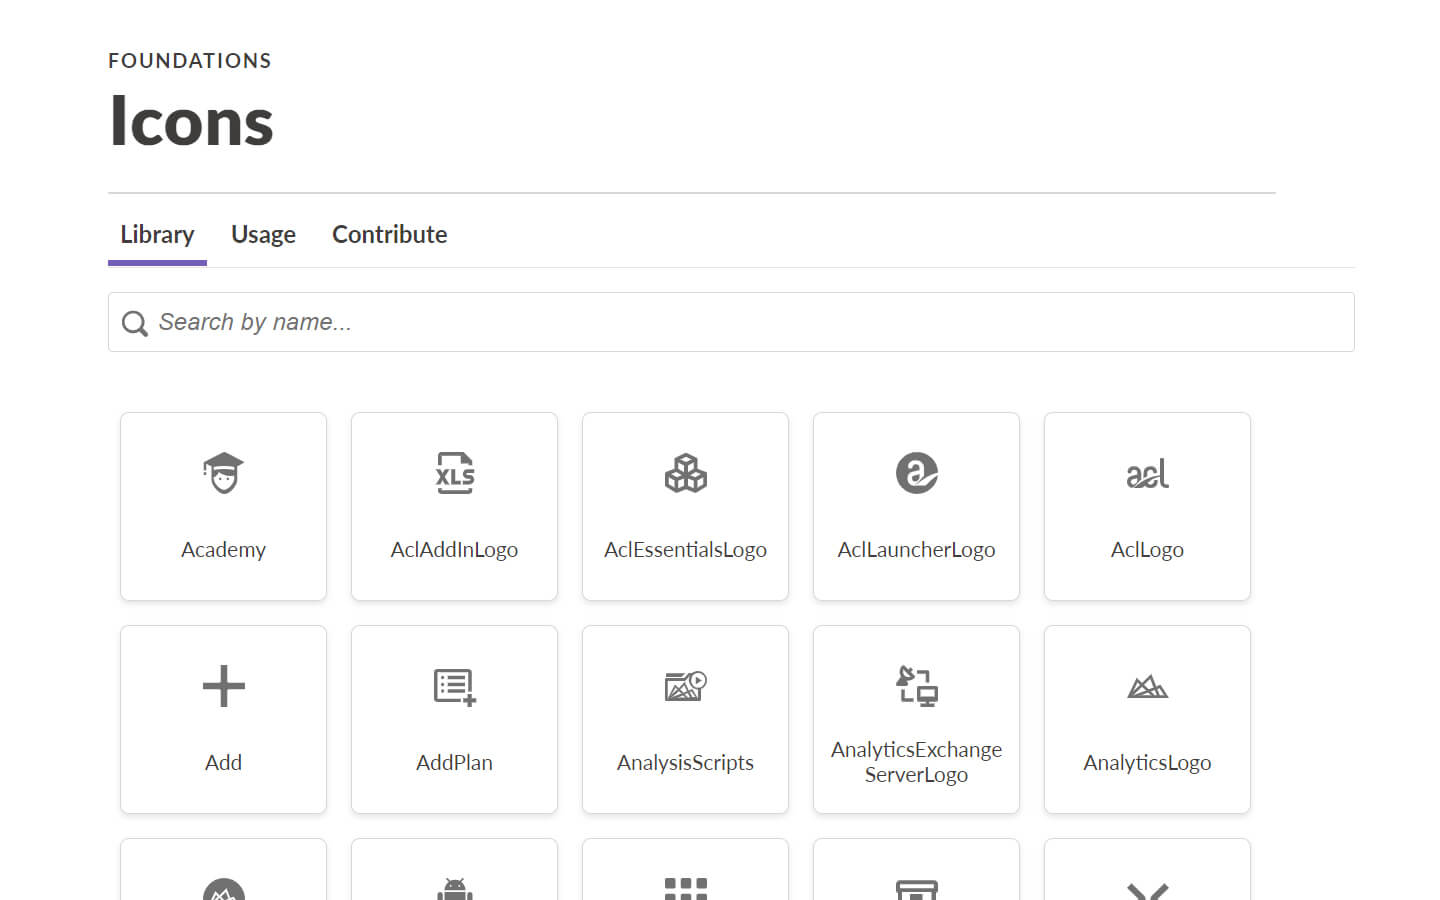 FOUNDATIONS
Icons
Library Usage Contribute
Search by name...
XLS a acl
Academy AclAddInLogo AclEssentialsLogo AclLauncherLogo AclLogo
Add AddPlan AnalysisScripts AnalyticsExchange AnalyticsLogo
ServerLogo